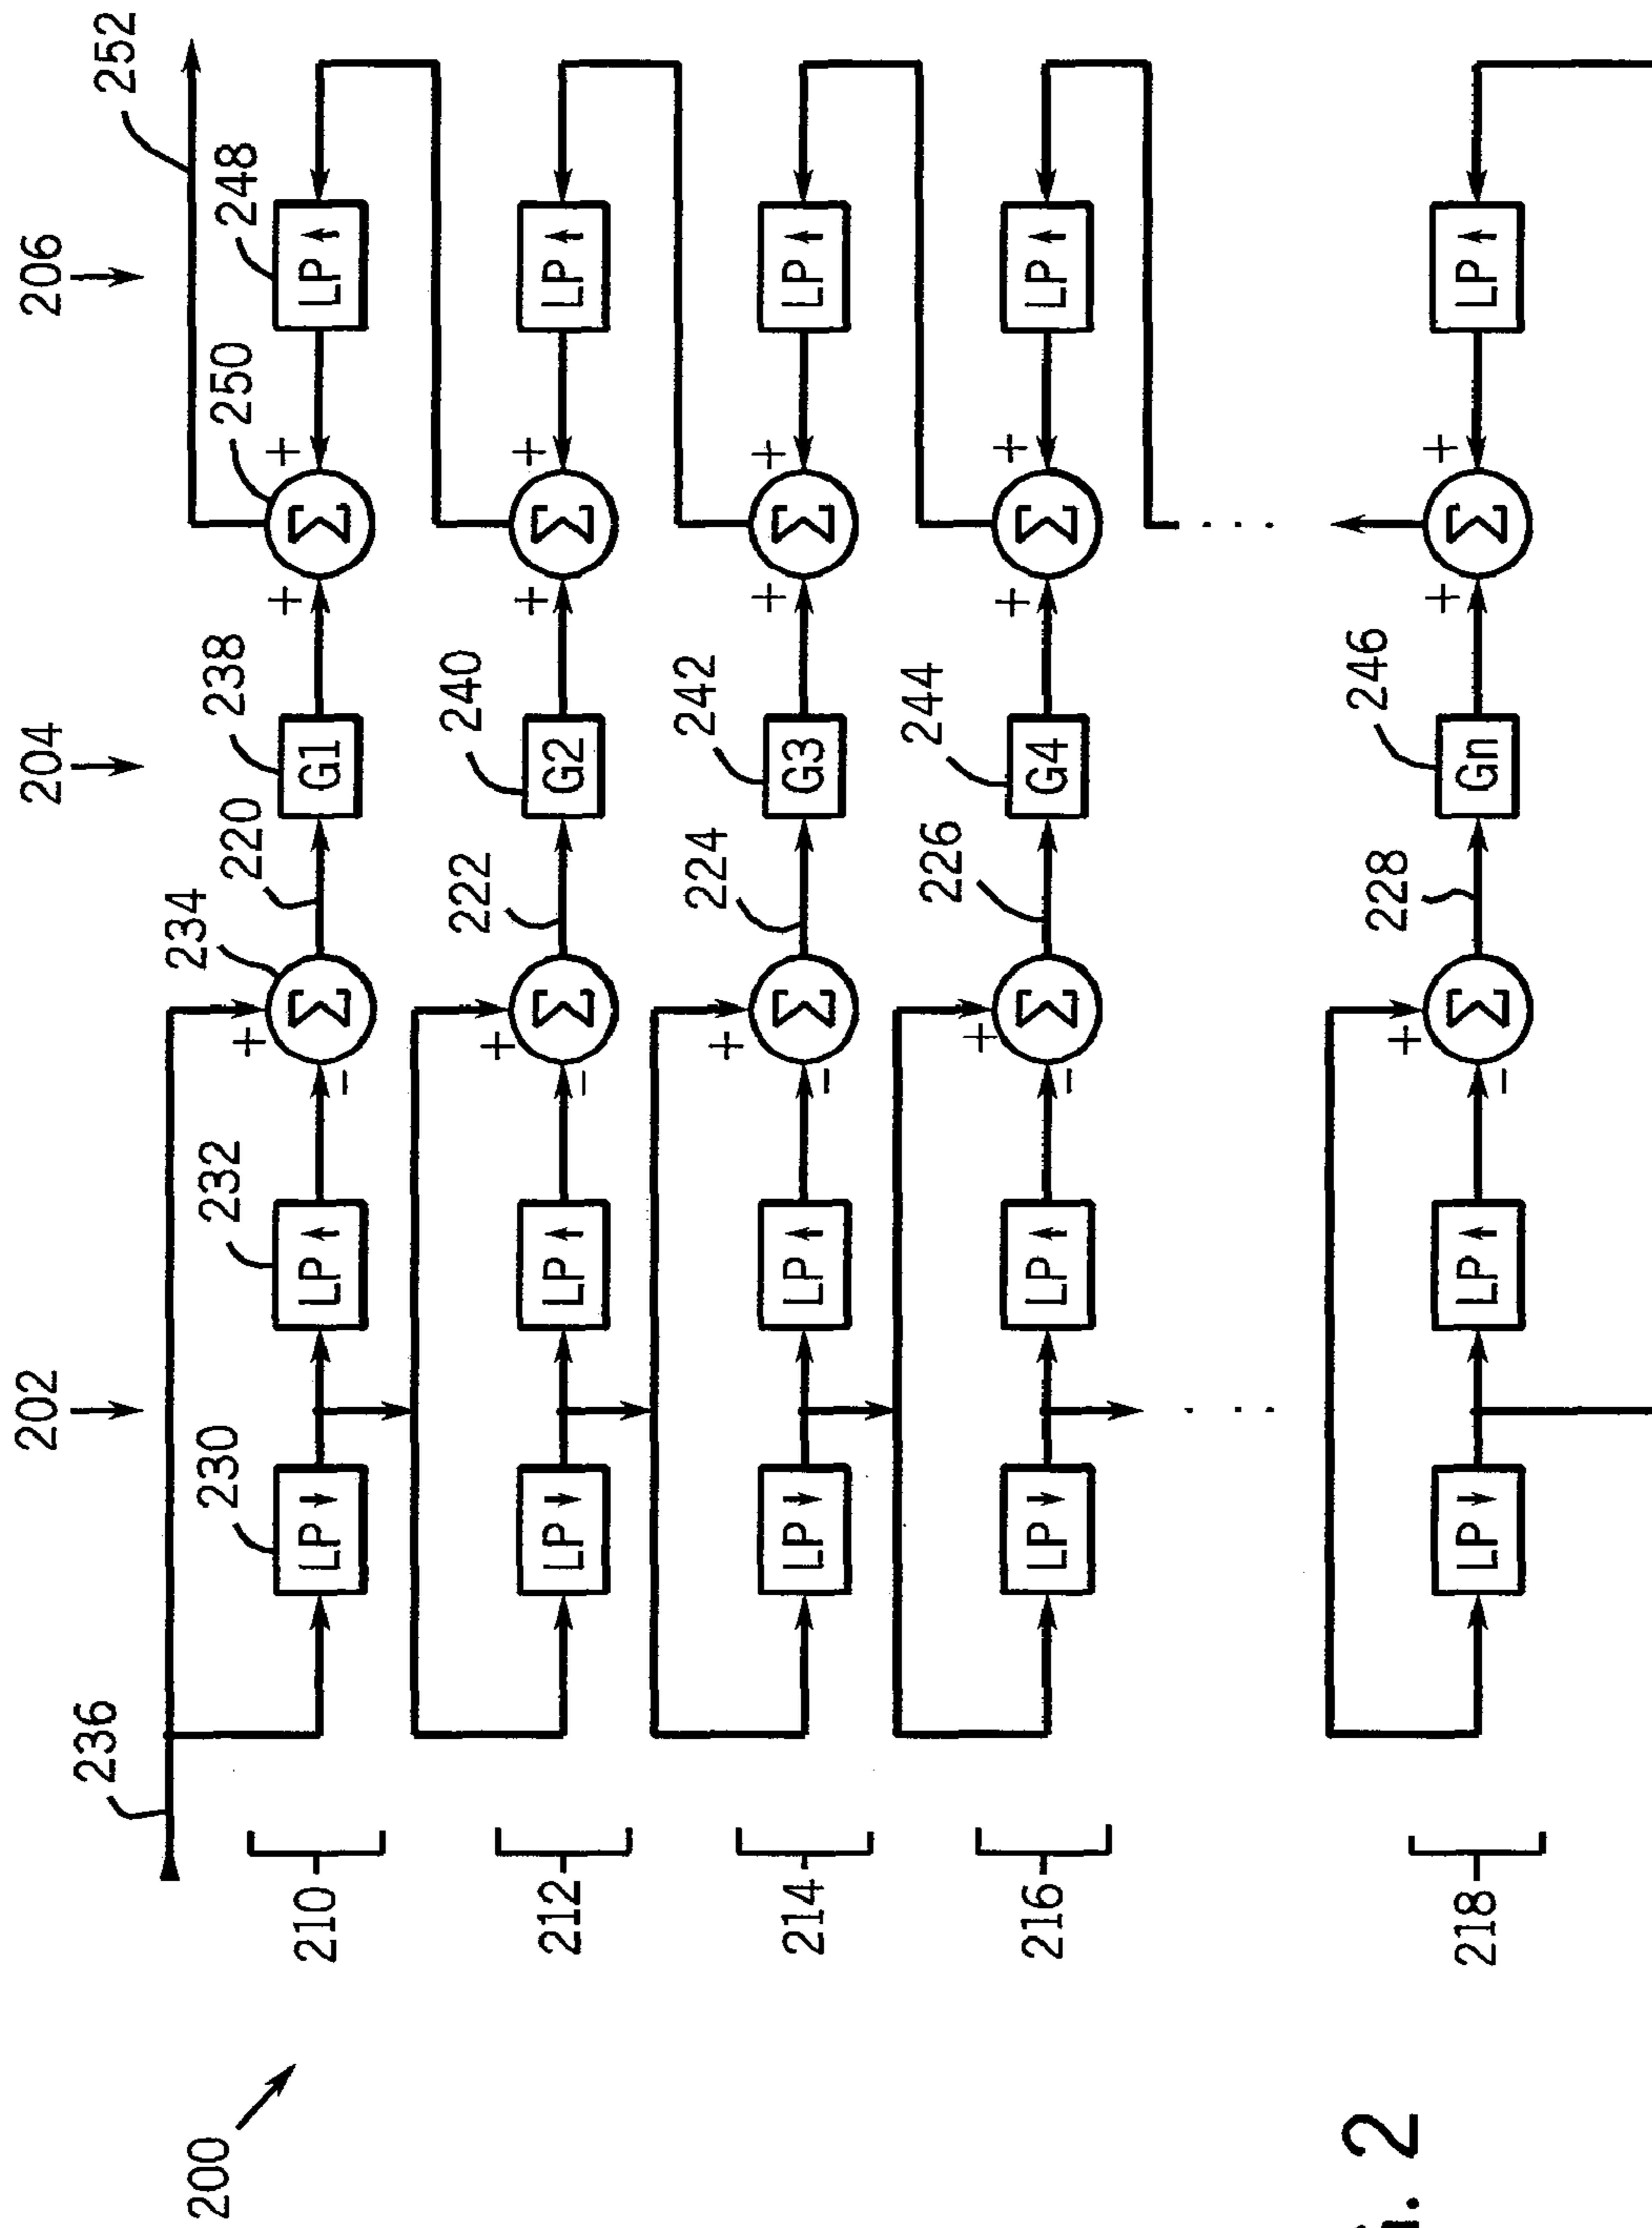 200
202
204
206
236
252
230
232
234
220
238
250
248
210
LP↓
LP↑
Σ
G1
Σ
LP↑
+
-
+
+
222
240
212
LP↓
LP↑
Σ
G2
Σ
LP↑
+
-
+
+
224
242
214
LP↓
LP↑
Σ
G3
Σ
LP↑
+
-
+
+
226
244
216
LP↓
LP↑
Σ
G4
Σ
LP↑
+
-
+
+
. . .
. . . .
228
246
218
LP↓
LP↑
Σ
Gn
Σ
LP↑
+
-
+
+
. 2